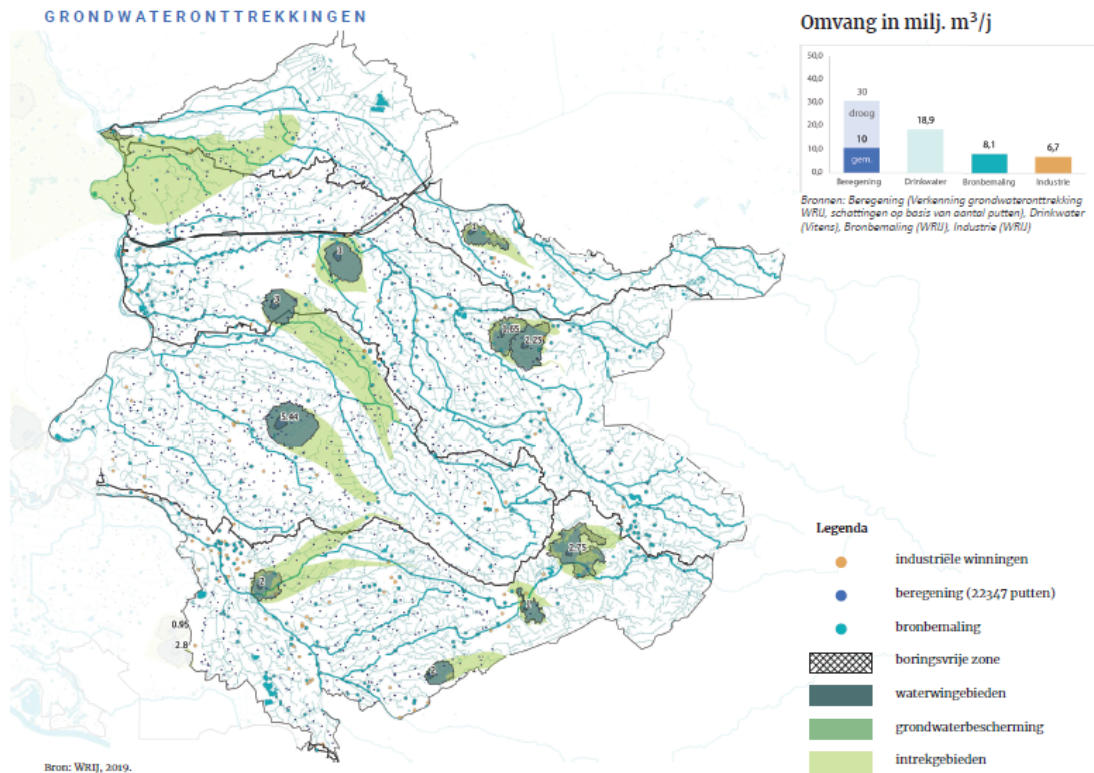 GRONDWATERONTTREKKINGEN
Omvang in milj. m³/j
50,0
40,0
30,0
20,0
10,0
0,0
30
droog
10
gem.
18,9
8,1
6,7
Beregening
Drinkwater
Bronbemaling
Industrie
Bronnen: Beregening (Verkenning grondwateronttrekking
WRIJ, schattingen op basis van aantal putten), Drinkwater
(Vitens), Bronbemaling (WRIJ), Industrie (WRIJ)
3
3
2.25
5.44
2.75
2
0.95
2.8
Legenda
industriële winningen
beregening (22347 putten)
bronbemaling
boringsvrije zone
waterwingebieden
grondwaterbescherming
intrekgebieden
Bron: WRIJ, 2019.